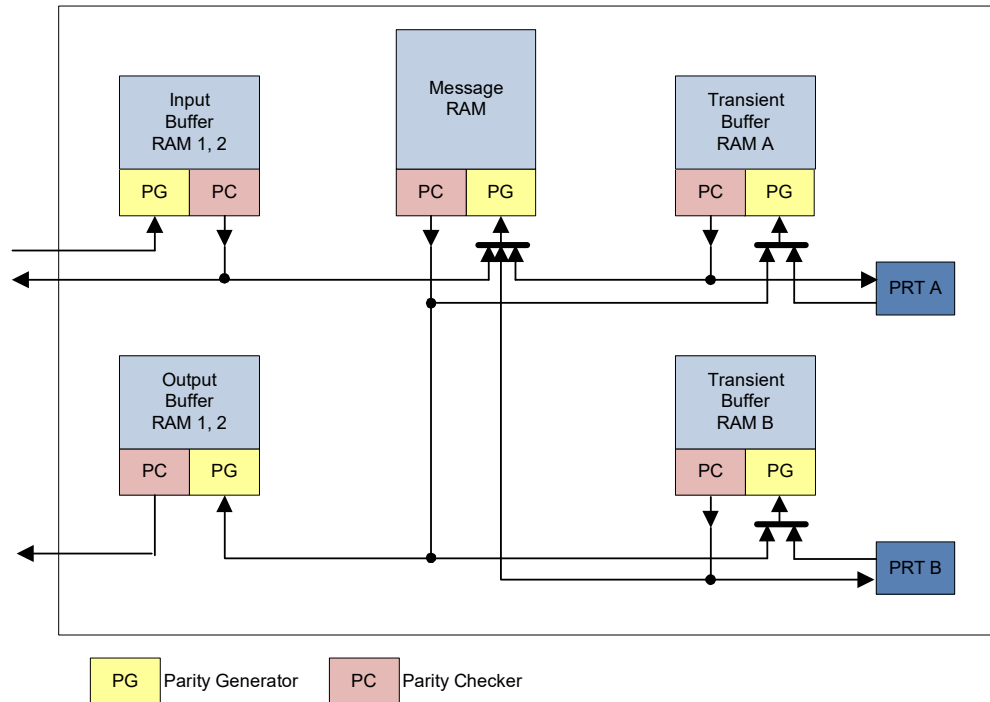 Input
Buffer
RAM 1, 2
PG
PC
Message
RAM
PC
PG
Transient
Buffer
RAM A
PC
PG
PRT A
Output
Buffer
RAM 1, 2
PC
PG
Transient
Buffer
RAM B
PC
PG
PRT B
PG Parity Generator
PC Parity Checker